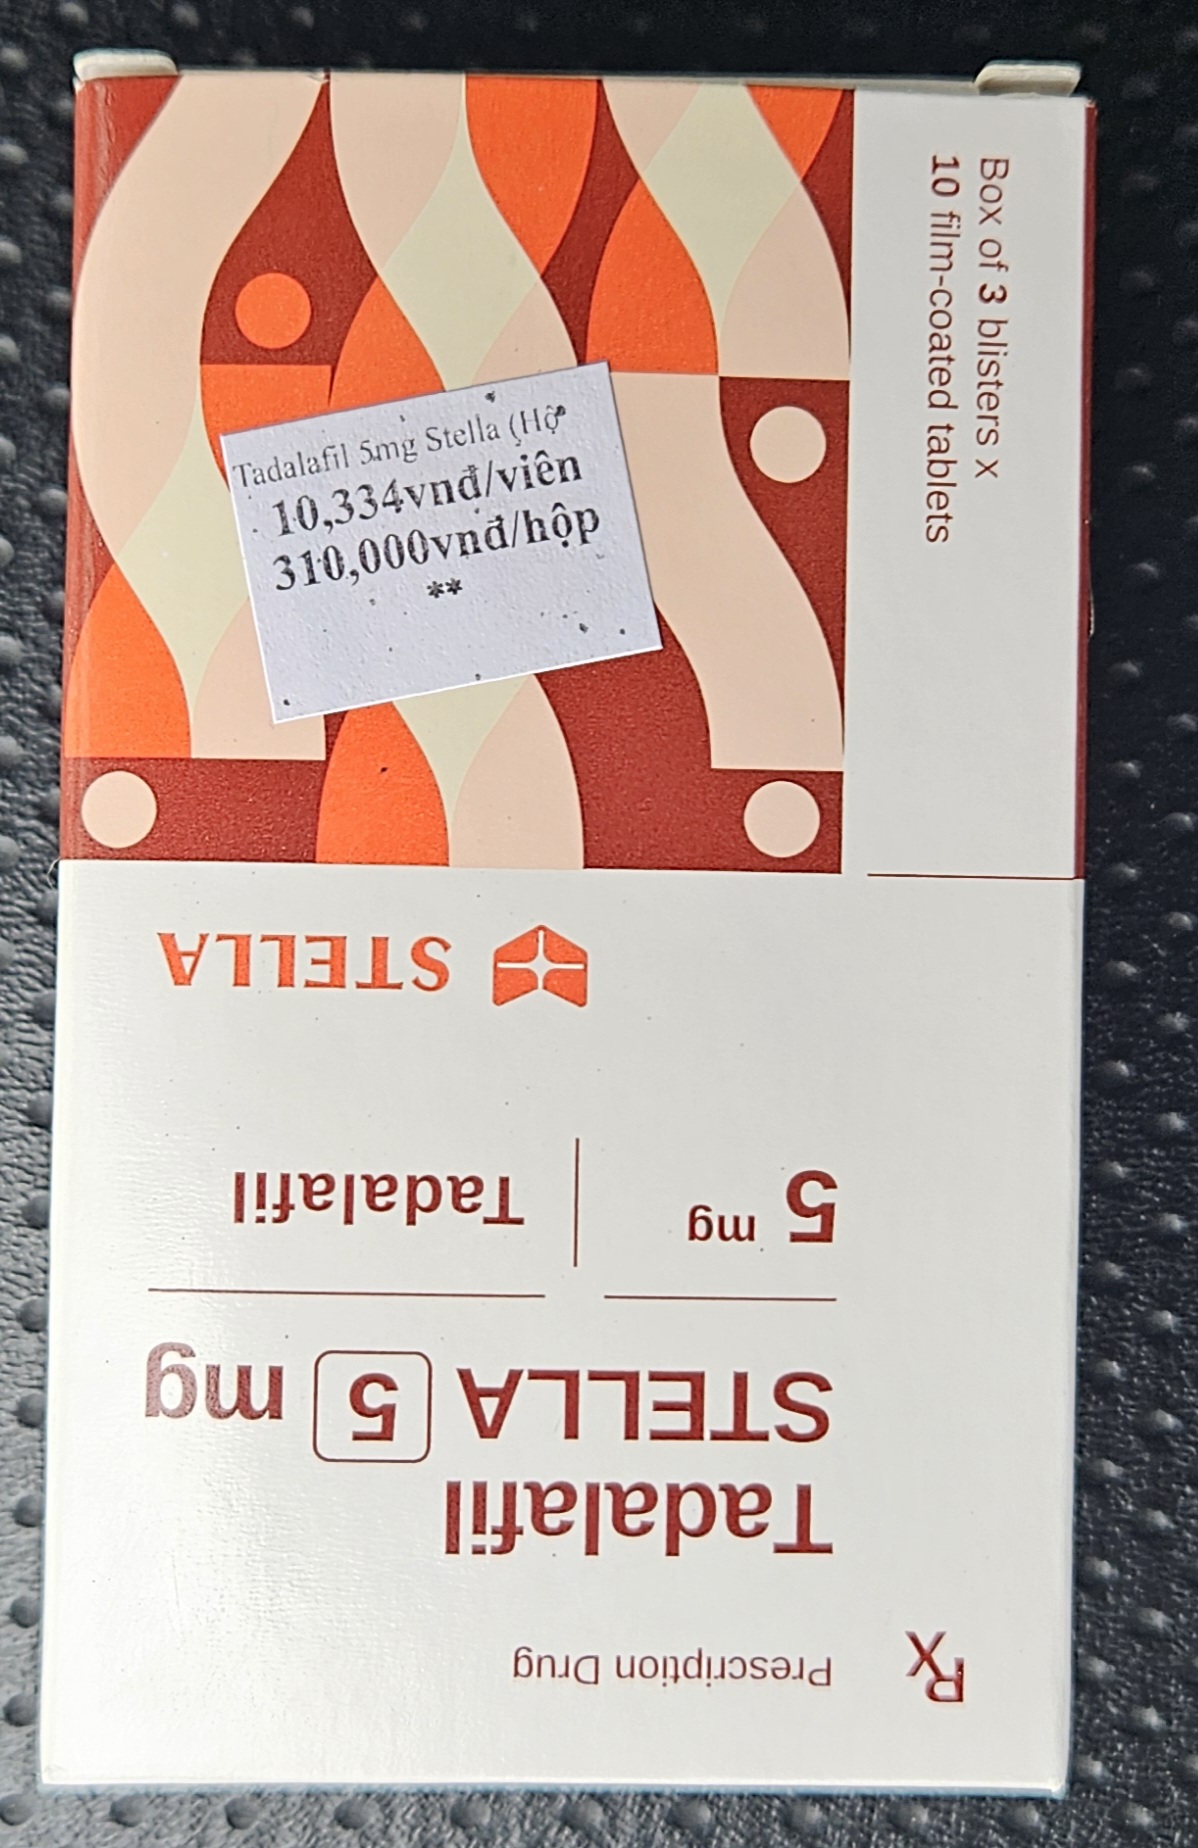 Box of 3 blisters x
10 film-coated tablets
Tadalafil 5mg Stella (Hộ
10,334vnđ/viên
310,000vnđ/hộp
**
Rx
Prescription Drug
Tadalafil
STELLA 5 mg
5 mg
Tadalafil
STELLA